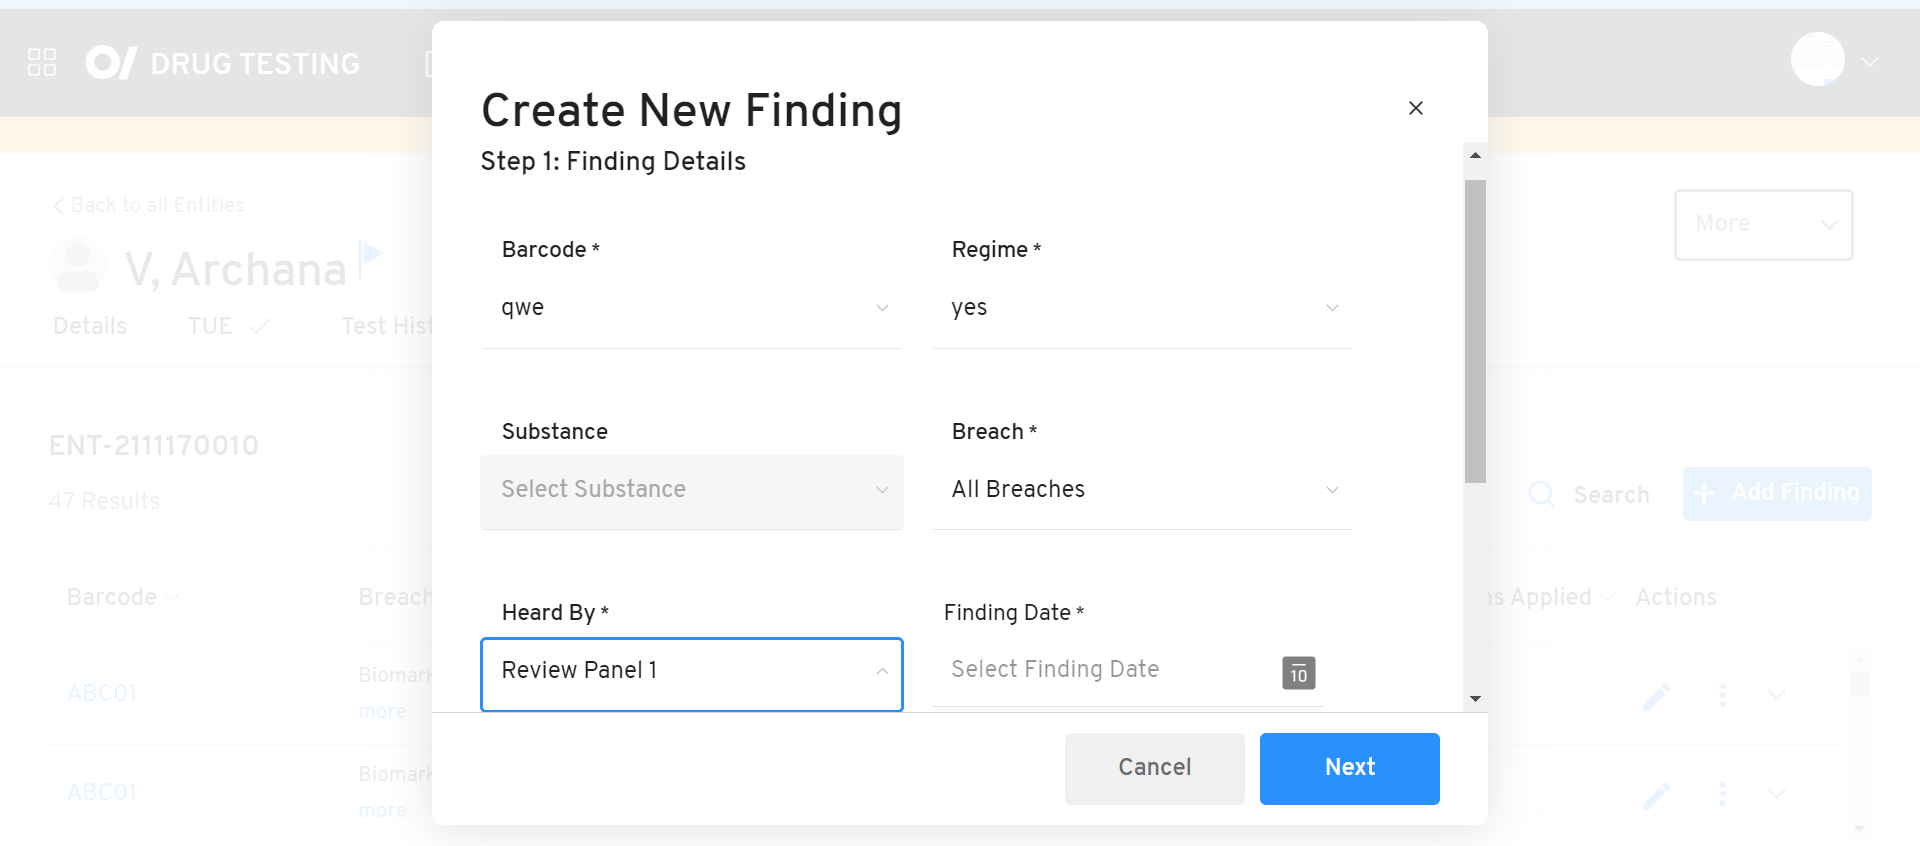 DRUG TESTING
Create New Finding
Step 1: Finding Details
Back to all Entities
V, Archana
More
Details
TUE
Test Hist
Barcode *
Regime *
qwe
yes
ENT-2111170010
47 Results
Substance
Breach *
Select Substance
All Breaches
Search
+ Add Finding
Barcode
Breach
Heard By *
Finding Date *
ns Applied
Actions
Review Panel 1
Select Finding Date
10
ABC01
Biomark
more
Cancel
Next
ABC01
Biomark
more